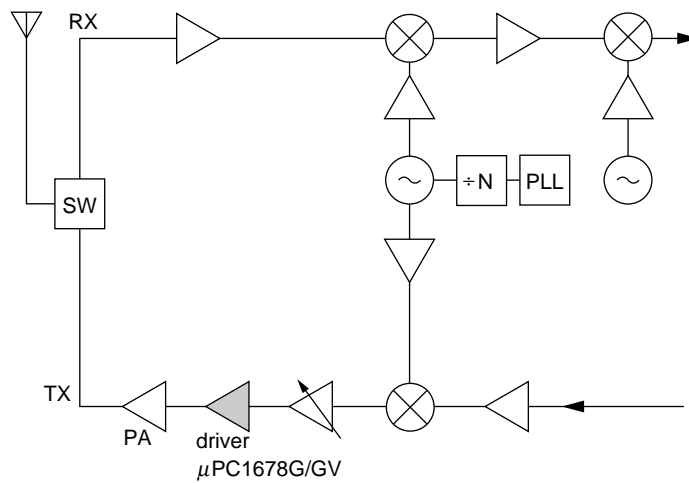 RX
SW
÷N
PLL
TX
PA
driver
μPC1678G/GV